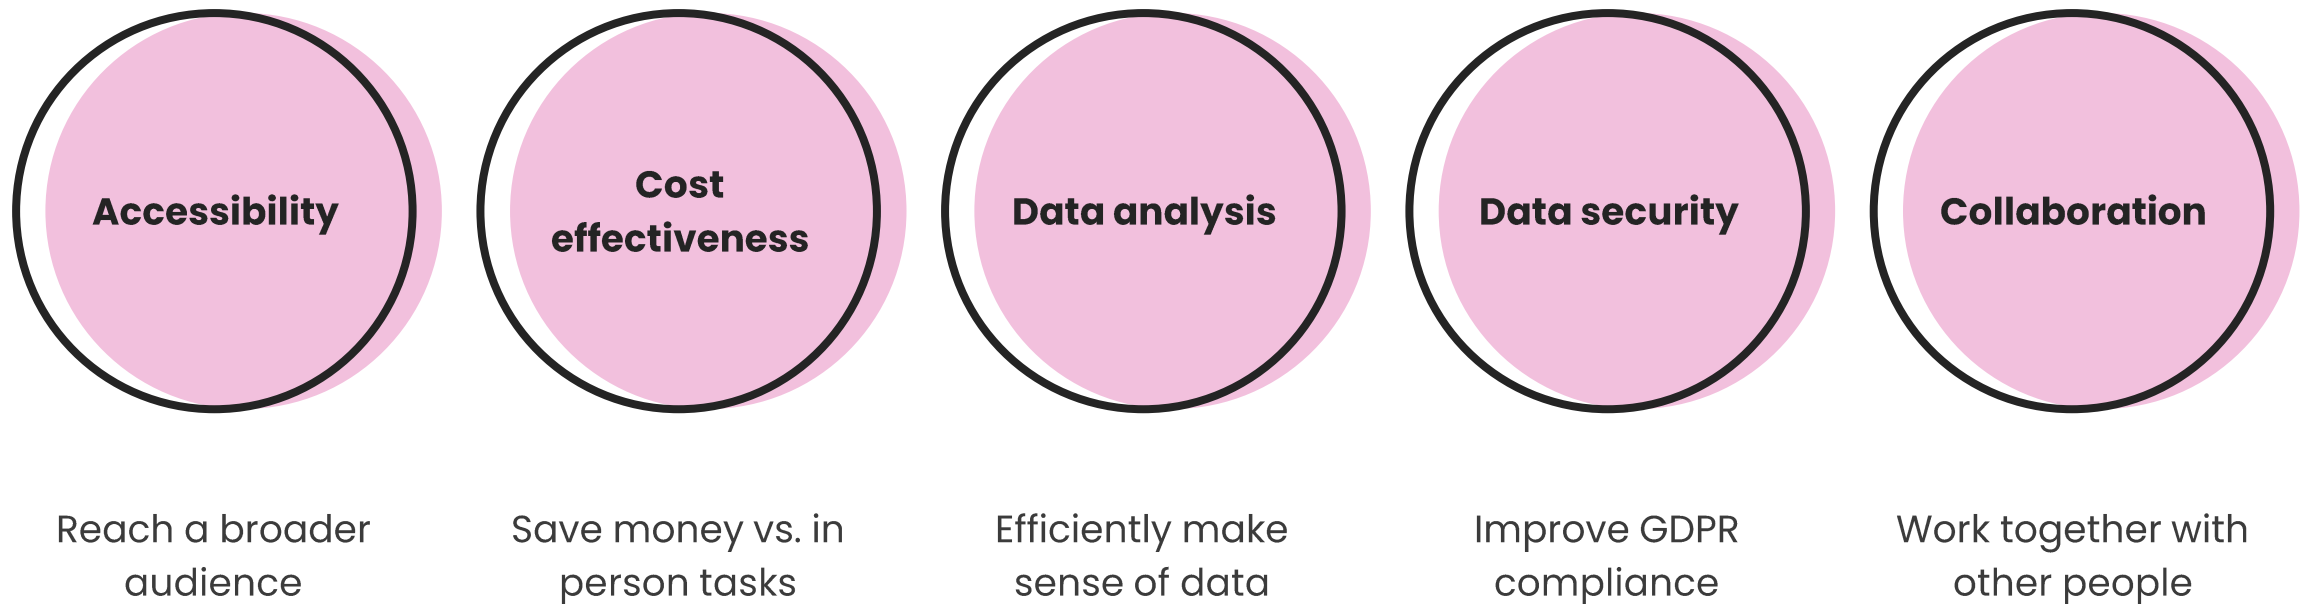 Accessibility
Cost
effectiveness
Data analysis
Data security
Collaboration
Reach a broader
audience
Save money vs. in
person tasks
Efficiently make
sense of data
Improve GDPR
compliance
Work together with
other people